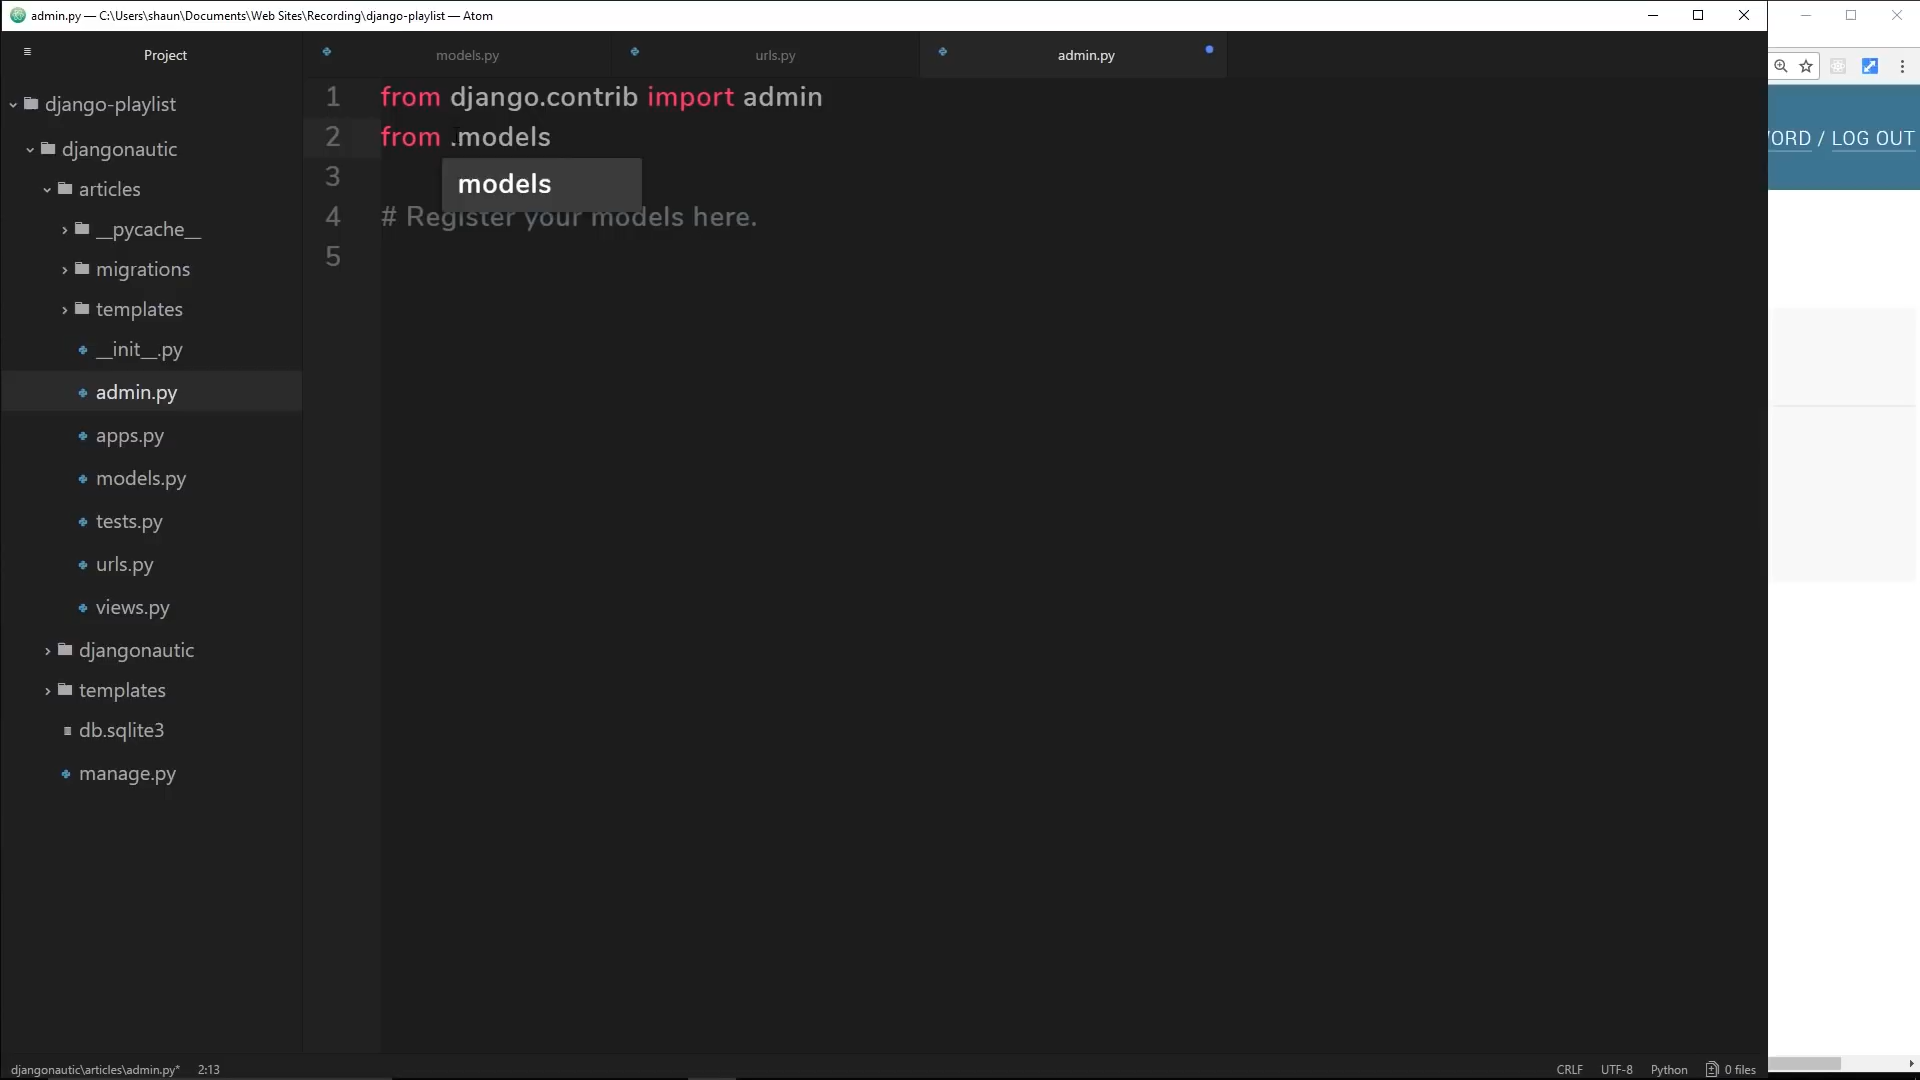 admin.py — C:\Users\shaun\Documents\Web Sites\Recording\django-playlist — Atom
Project
models.py
urls.py
admin.py
django-playlist
djangonautic
articles
__pycache__
migrations
templates
__init__.py
admin.py
apps.py
models.py
tests.py
urls.py
views.py
djangonautic
templates
db.sqlite3
manage.py
1 from django.contrib import admin
2 from .models
models
3
4 # Register your models here.
5
ORD / LOG OUT
djangonautic\articles\admin.py* 2:13
CRLF UTF-8 Python 0 files